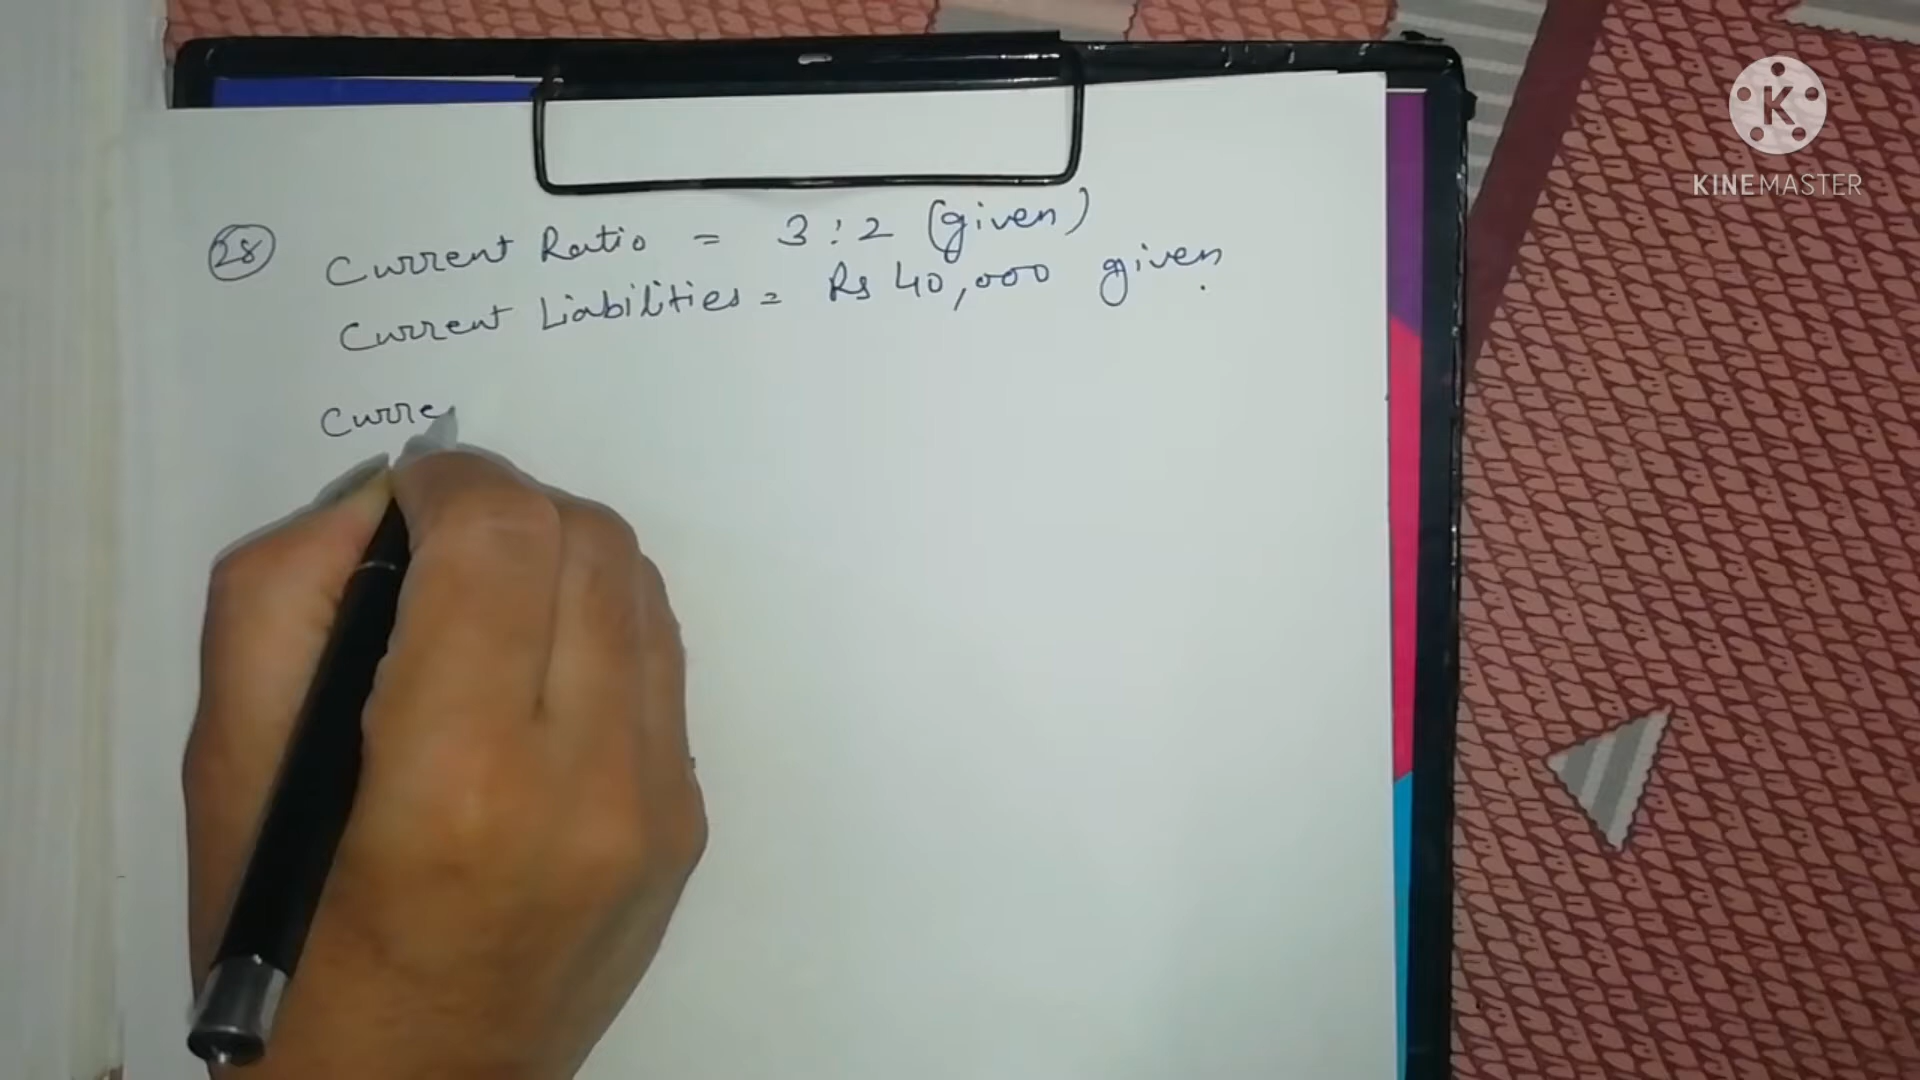 28 Current Ratio = 3:2 (given)
Current Liabilities = Rs 40,000 given.
Curre
K
KINEMASTER